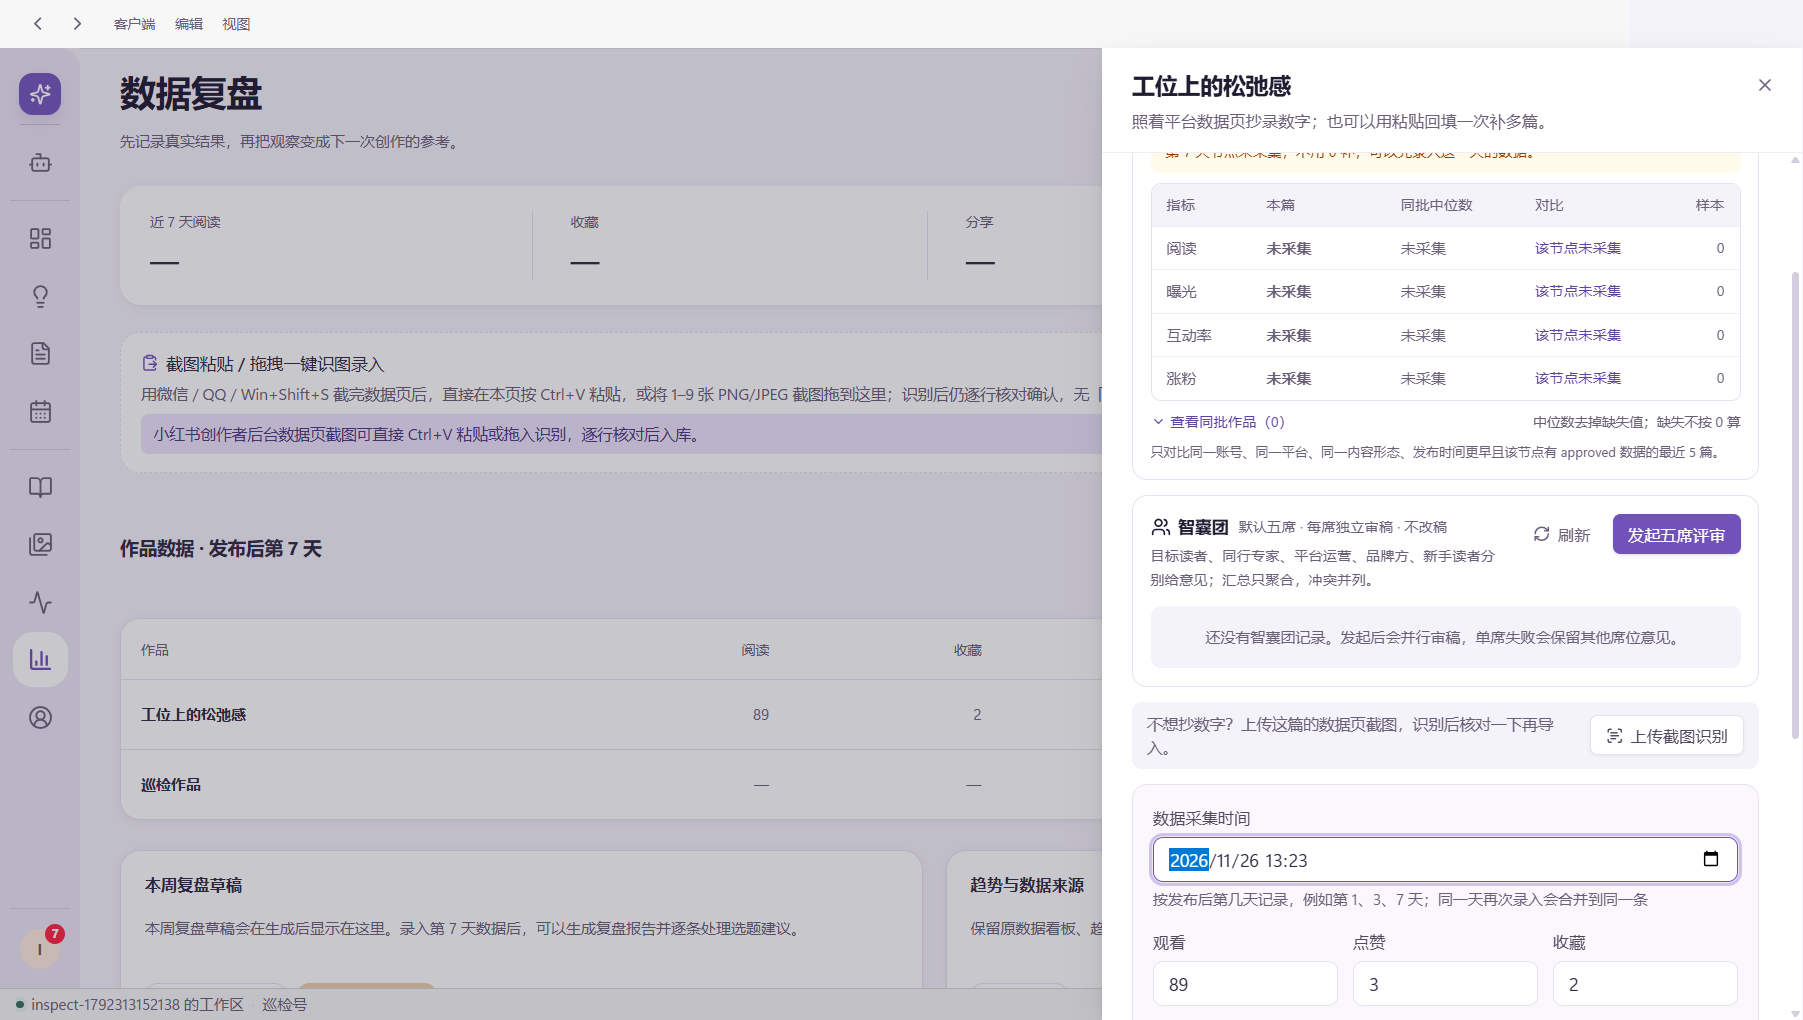 客户端 编辑 视图
数据复盘
先记录真实结果，再把观察变成下一次创作的参考。
近 7 天阅读
收藏
分享
—
—
—
截图粘贴 / 拖拽一键识图录入
用微信 / QQ / Win+Shift+S 截完数据页后，直接在本页按 Ctrl+V 粘贴，或将 1–9 张 PNG/JPEG 截图拖到这里；识别后仍逐行核对确认，无
小红书创作者后台数据页截图可直接 Ctrl+V 粘贴或拖入识别，逐行核对后入库。
作品数据 · 发布后第 7 天
作品 阅读 收藏
工位上的松弛感 89 2
巡检作品 — —
本周复盘草稿
本周复盘草稿会在生成后显示在这里。录入第 7 天数据后，可以生成复盘报告并逐条处理选题建议。
趋势与数据来源
保留原数据看板、趋
7
I
inspect-1792313152138 的工作区 · 巡检号
工位上的松弛感
照着平台数据页抄录数字；也可以用粘贴回填一次补多篇。
指标 本篇 同批中位数 对比 样本
阅读 未采集 未采集 该节点未采集 0
曝光 未采集 未采集 该节点未采集 0
互动率 未采集 未采集 该节点未采集 0
涨粉 未采集 未采集 该节点未采集 0
查看同批作品（0）
中位数去掉缺失值；缺失不按 0 算
只对比同一账号、同一平台、同一内容形态、发布时间更早且该节点有 approved 数据的最近 5 篇。
智囊团 默认五席 · 每席独立审稿 · 不改稿
目标读者、同行专家、平台运营、品牌方、新手读者分
别给意见；汇总只聚合，冲突并列。
刷新
发起五席评审
还没有智囊团记录。发起后会并行审稿，单席失败会保留其他席位意见。
不想抄数字？上传这篇的数据页截图，识别后核对一下再导
入。
上传截图识别
数据采集时间
2026/11/26 13:23
按发布后第几天记录，例如第 1、3、7 天；同一天再次录入会合并到同一条
观看 点赞 收藏
89 3 2